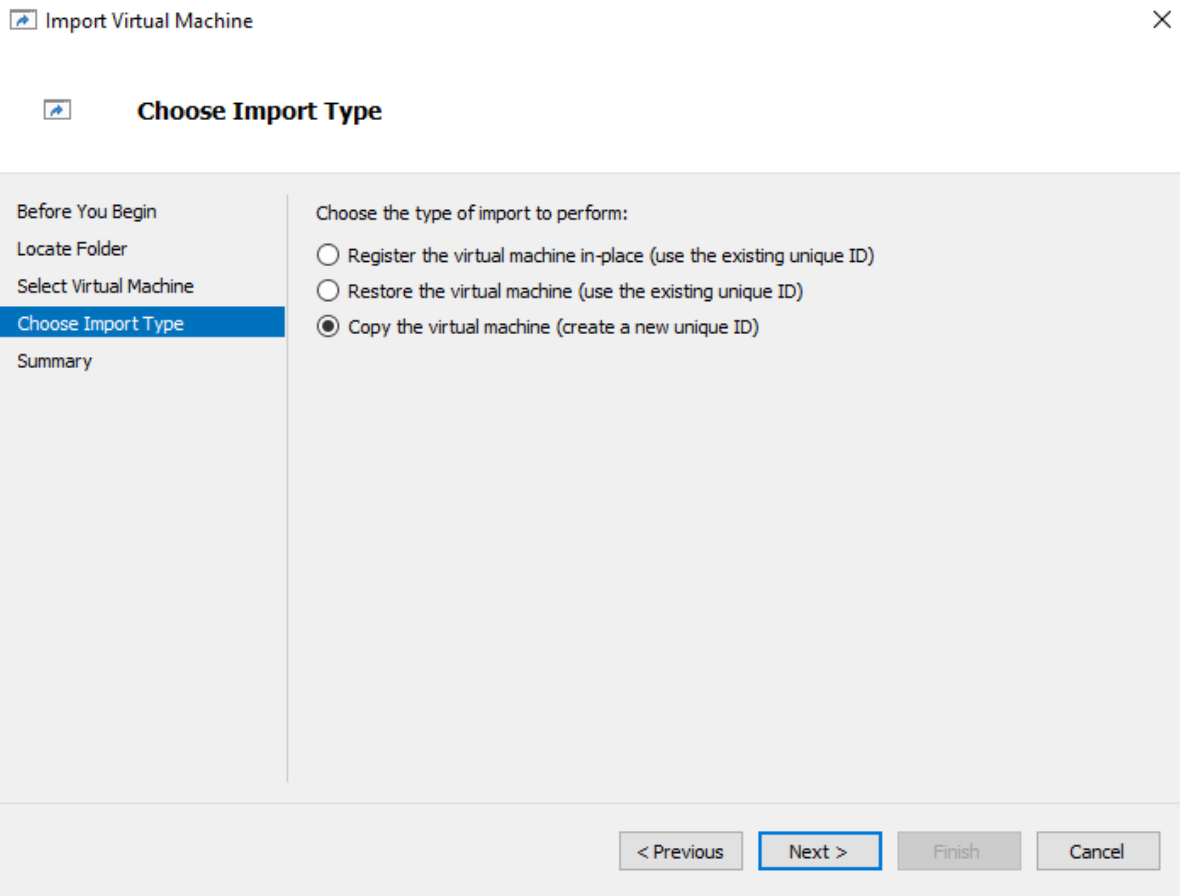 Import Virtual Machine
Choose Import Type
Before You Begin
Locate Folder
Select Virtual Machine
Choose Import Type
Summary
Choose the type of import to perform:
Register the virtual machine in-place (use the existing unique ID)
Restore the virtual machine (use the existing unique ID)
Copy the virtual machine (create a new unique ID)
< Previous
Next >
Finish
Cancel